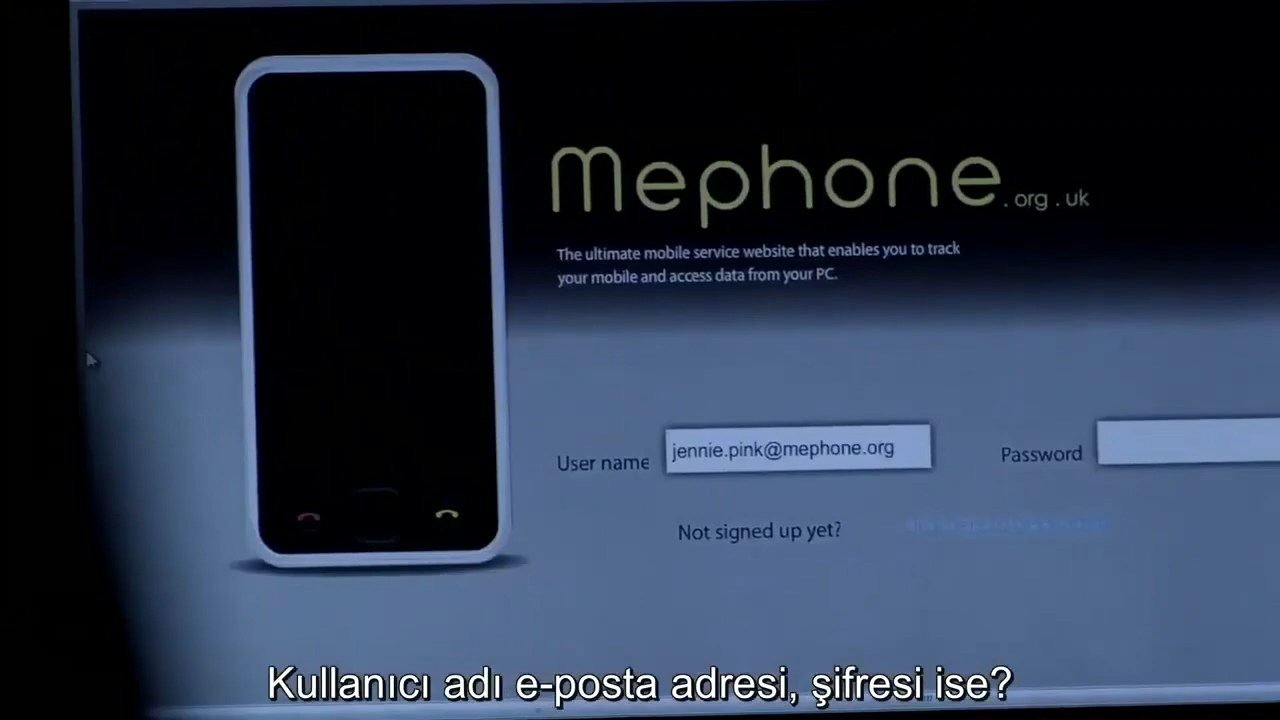 Mephone.org.uk
The ultimate mobile service website that enables you to track
your mobile and access data from your PC.
User name jennie.pink@mephone.org Password
Not signed up yet?
Kullanıcı adı e-posta adresi, şifresi ise?